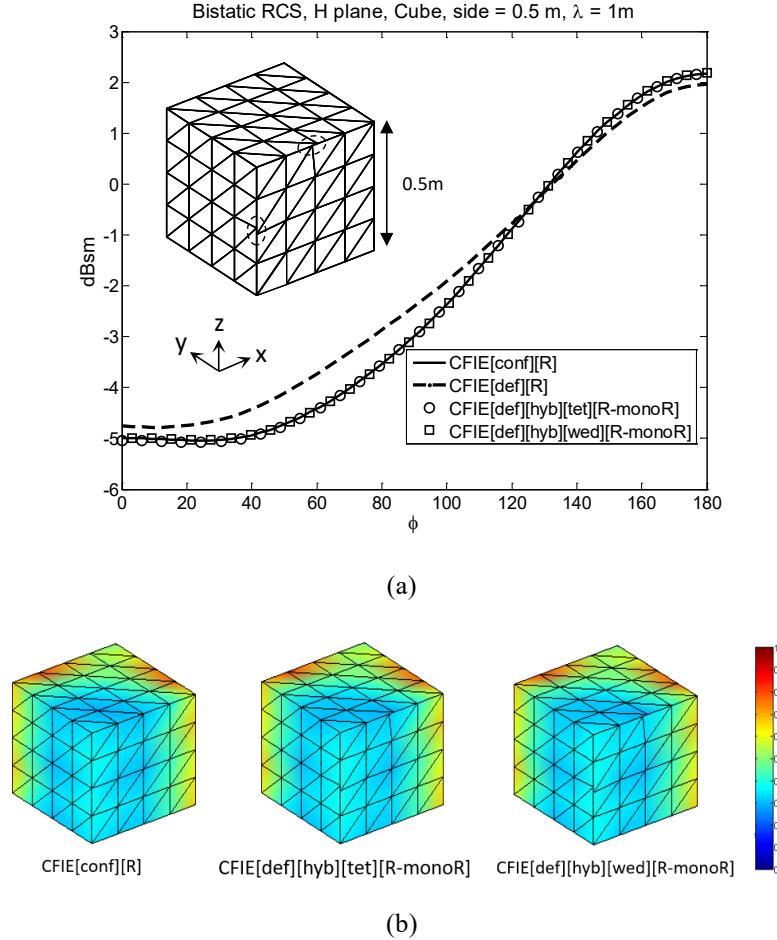 Bistatic RCS, H plane, Cube, side = 0.5 m, λ = 1m
3
2
1
0
-1
-2
-3
-4
-5
-6
dBsm
0.5m
z
y
x
CFIE[conf][R]
CFIE[def][R]
CFIE[def][hyb][tet][R-monoR]
CFIE[def][hyb][wed][R-monoR]
0 20 40 60 80 100 120 140 160 180
ϕ
(a)
CFIE[conf][R]
CFIE[def][hyb][tet][R-monoR]
CFIE[def][hyb][wed][R-monoR]
(b)